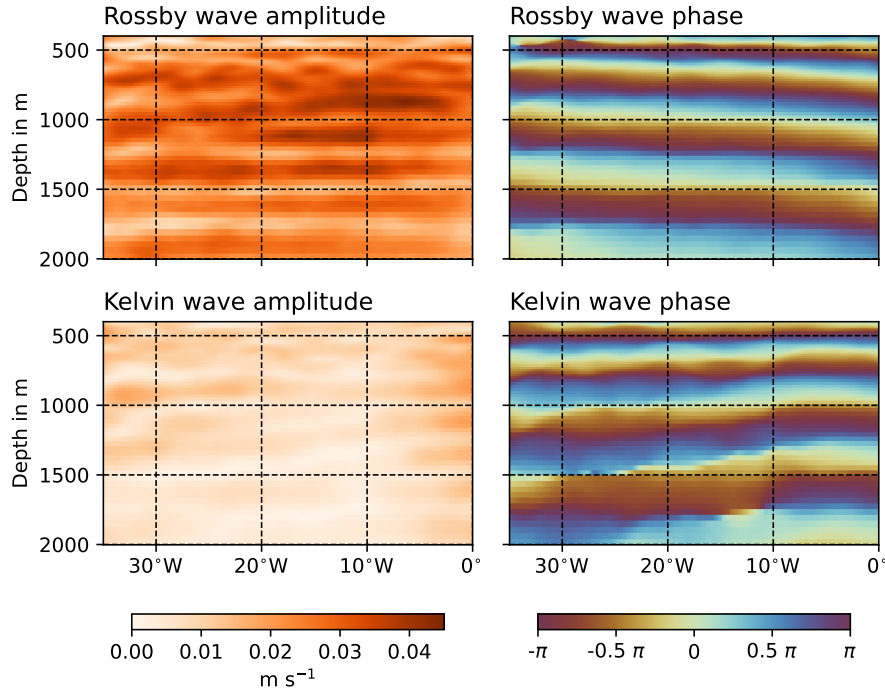 Rossby wave amplitude
Rossby wave phase
500
1000
1500
2000
Depth in m
Kelvin wave amplitude
Kelvin wave phase
500
1000
1500
2000
Depth in m
30°W 20°W 10°W 0°
30°W 20°W 10°W 0°
0.00 0.01 0.02 0.03 0.04
m s⁻¹
-π -0.5 π 0 0.5 π π